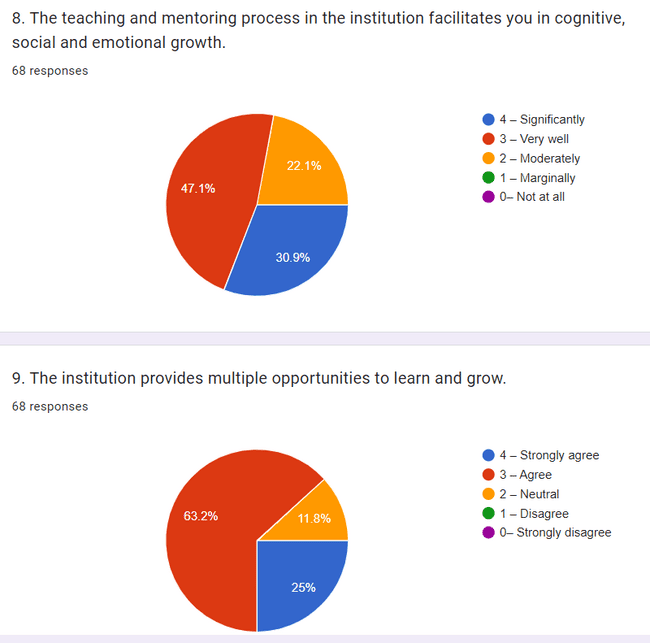 8. The teaching and mentoring process in the institution facilitates you in cognitive,
social and emotional growth.
68 responses
4 – Significantly
3 – Very well
2 – Moderately
1 – Marginally
0– Not at all
22.1%
47.1%
30.9%
9. The institution provides multiple opportunities to learn and grow.
68 responses
4 – Strongly agree
3 – Agree
2 – Neutral
1 – Disagree
0– Strongly disagree
63.2%
11.8%
25%